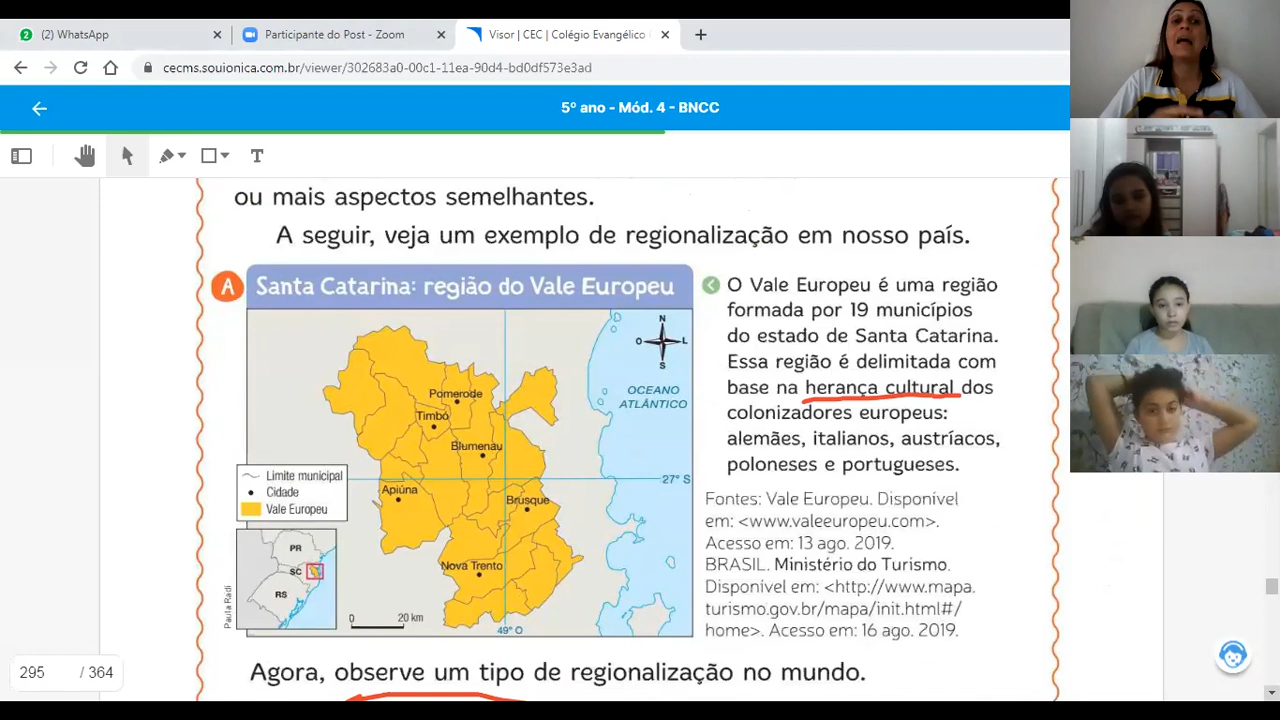 2
(2) WhatsApp
Participante do Post - Zoom
Visor | CEC | Colégio Evangélico
cecms.souionica.com.br/viewer/302683a0-00c1-11ea-90d4-bd0df573e3ad
5º ano - Mód. 4 - BNCC
T
ou mais aspectos semelhantes.
A seguir, veja um exemplo de regionalização em nosso país.
A
Santa Catarina: região do Vale Europeu
N
O L
S
OCEANO
ATLÂNTICO
Pomerode
Timbó
Blumenau
27° S
Apiúna
Brusque
Nova Trento
Limite municipal
Cidade
Vale Europeu
PR
SC
RS
Paula Radi
0 20 km
49° O
O Vale Europeu é uma região
formada por 19 municípios
do estado de Santa Catarina.
Essa região é delimitada com
base na herança cultural dos
colonizadores europeus:
alemães, italianos, austríacos,
poloneses e portugueses.
Fontes: Vale Europeu. Disponível
em: <www.valeeuropeu.com>.
Acesso em: 13 ago. 2019.
BRASIL. Ministério do Turismo.
Disponível em: <http://www.mapa.
turismo.gov.br/mapa/init.html#/
home>. Acesso em: 16 ago. 2019.
Agora, observe um tipo de regionalização no mundo.
295 / 364